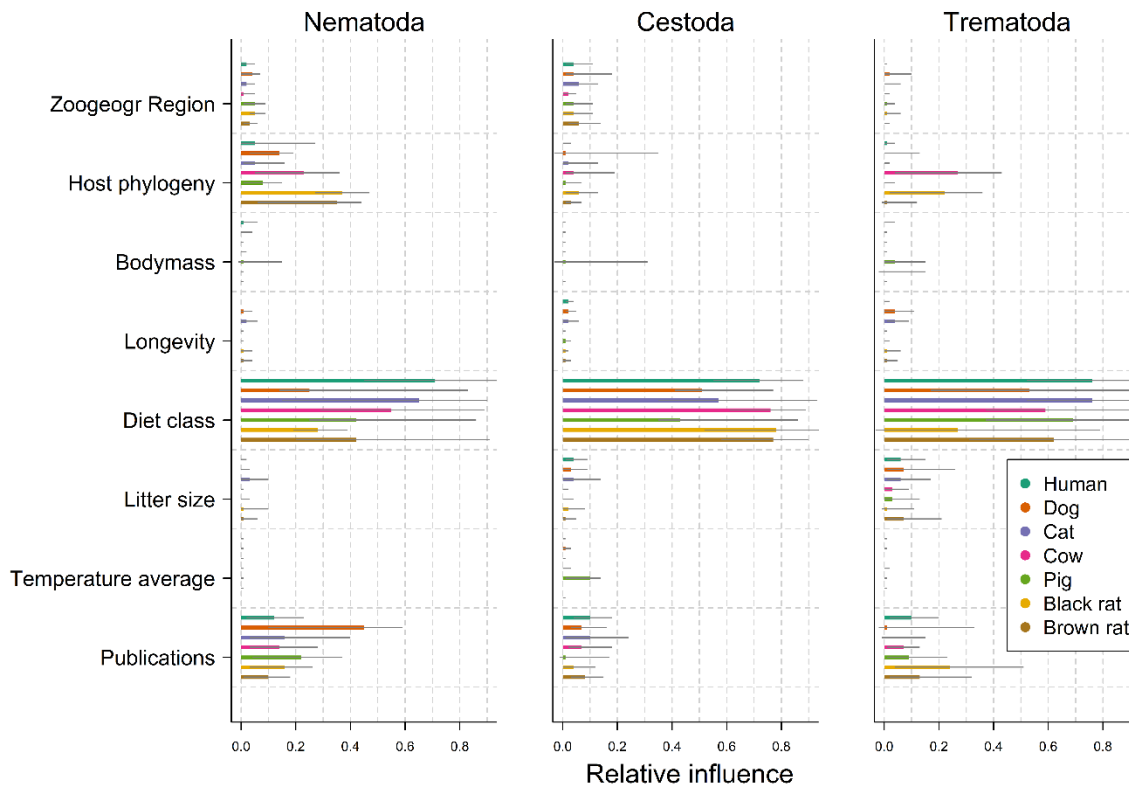 Nematoda
Cestoda
Trematoda
Zoogeogr Region
Host phylogeny
Bodymass
Longevity
Diet class
Litter size
Temperature average
Publications
Human
Dog
Cat
Cow
Pig
Black rat
Brown rat
0.0 0.2 0.4 0.6 0.8
0.0 0.2 0.4 0.6 0.8
0.0 0.2 0.4 0.6 0.8
Relative influence